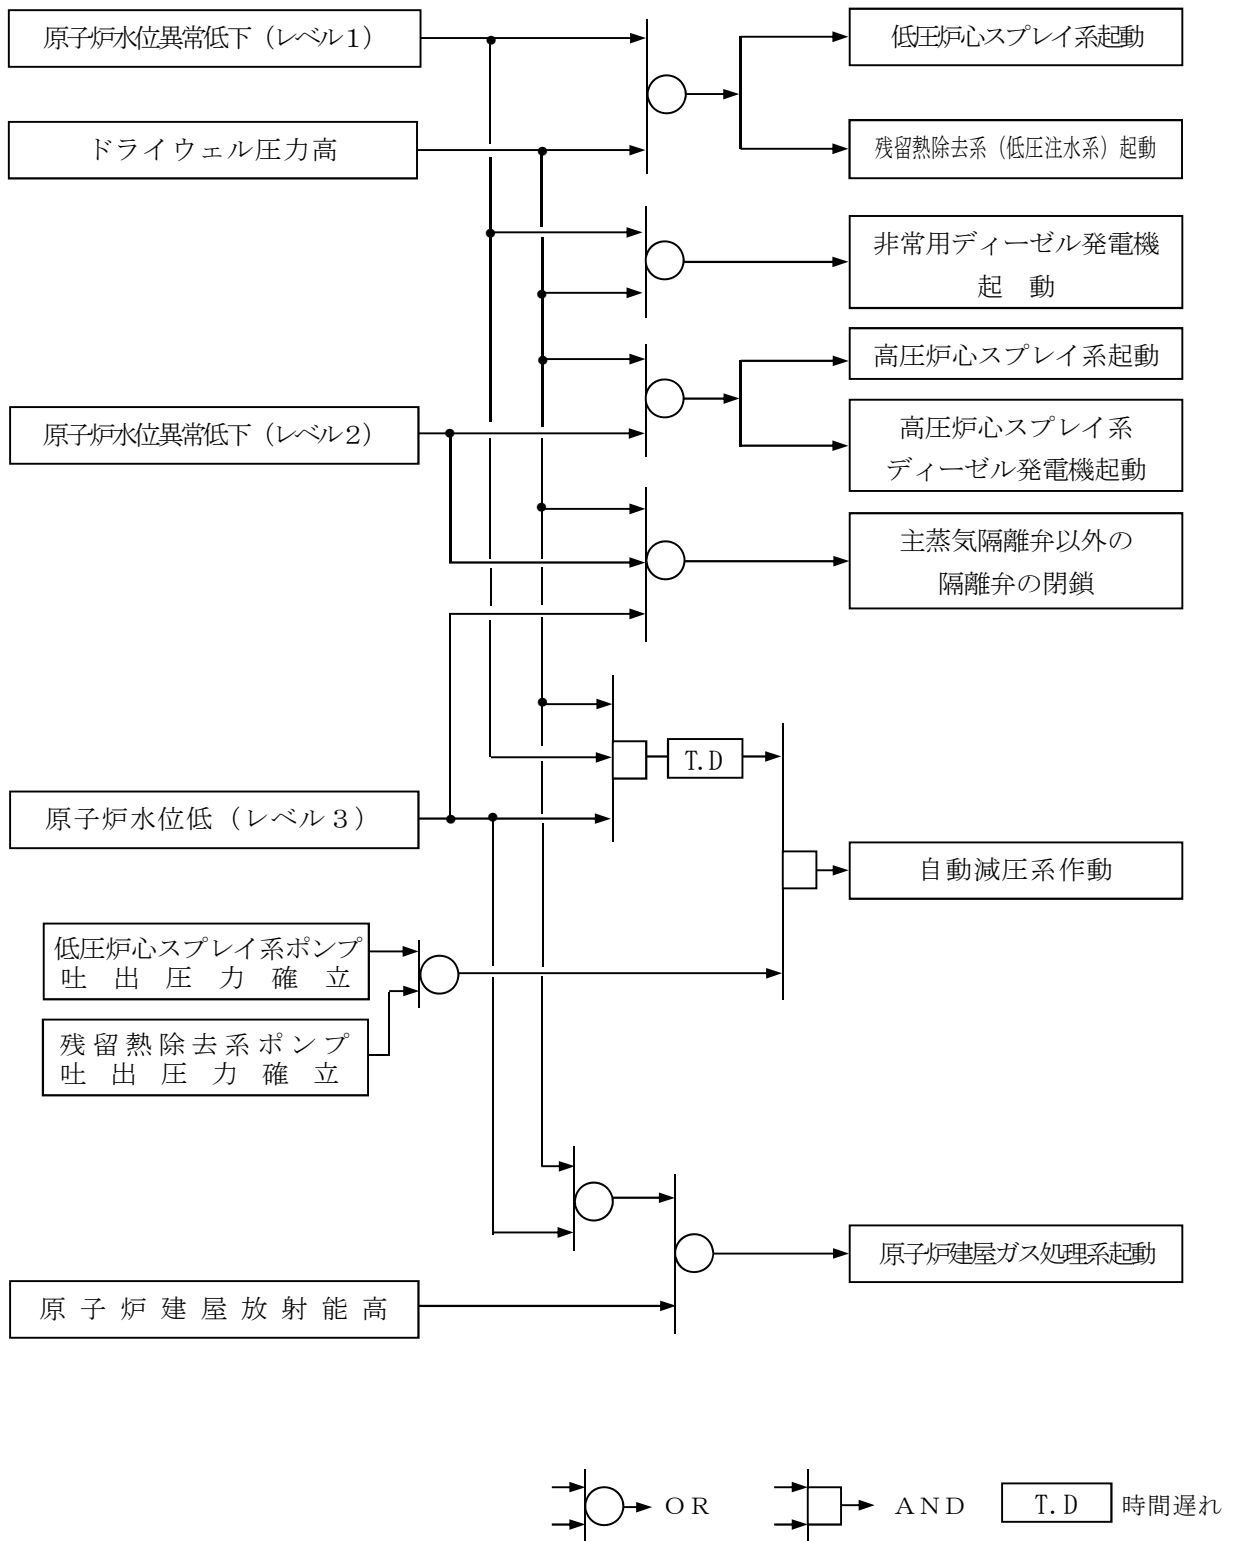 原子炉水位異常低下（レベル１）
低圧炉心スプレイ系起動
ドライウェル圧力高
残留熱除去系（低圧注水系）起動
非常用ディーゼル発電機
起　動
高圧炉心スプレイ系起動
原子炉水位異常低下（レベル２）
高圧炉心スプレイ系
ディーゼル発電機起動
主蒸気隔離弁以外の
隔離弁の閉鎖
T.D
原子炉水位低（レベル３）
自動減圧系作動
低圧炉心スプレイ系ポンプ
吐出圧力確立
残留熱除去系ポンプ
吐出圧力確立
原子炉建屋ガス処理系起動
原子炉建屋放射能高
ＯＲ
ＡＮＤ
T.D
時間遅れ